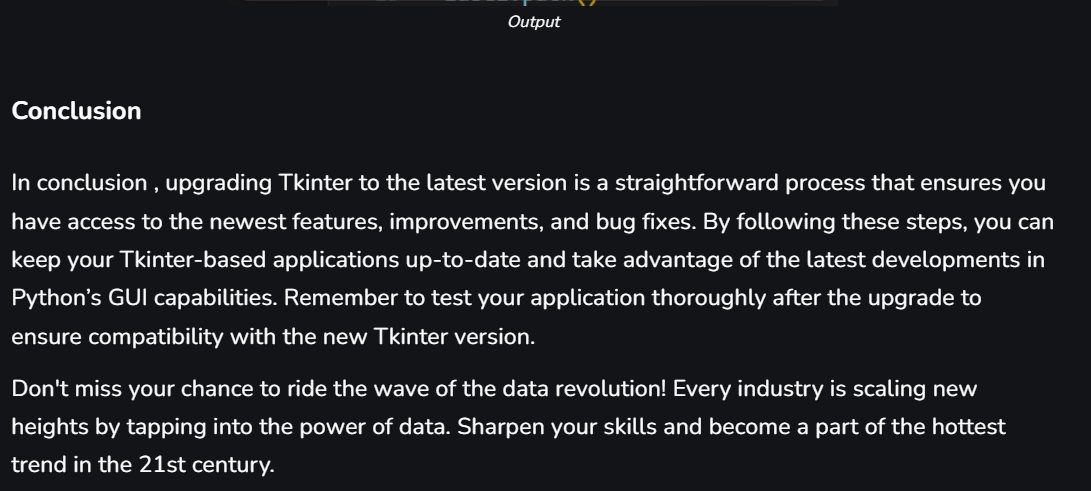 Output
Conclusion
In conclusion , upgrading Tkinter to the latest version is a straightforward process that ensures you
have access to the newest features, improvements, and bug fixes. By following these steps, you can
keep your Tkinter-based applications up-to-date and take advantage of the latest developments in
Python’s GUI capabilities. Remember to test your application thoroughly after the upgrade to
ensure compatibility with the new Tkinter version.
Don't miss your chance to ride the wave of the data revolution! Every industry is scaling new
heights by tapping into the power of data. Sharpen your skills and become a part of the hottest
trend in the 21st century.